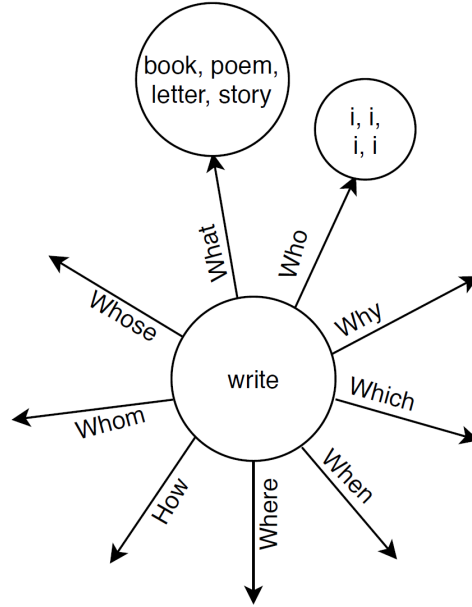 book, poem,
letter, story
i, i,
i, i
What
Who
Whose
Why
write
Which
Whom
When
How
Where